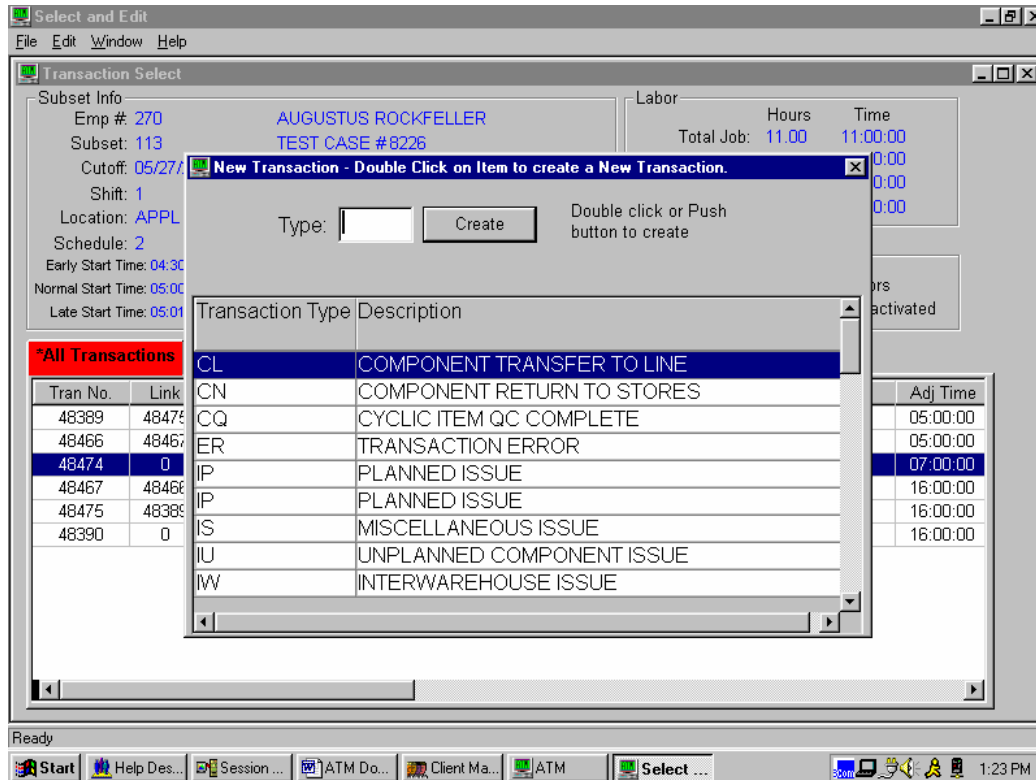 Select and Edit
File Edit Window Help
Transaction Select
Subset Info
Emp #: 270 AUGUSTUS ROCKFELLER
Subset: 113 TEST CASE #8226
Cutoff: 05/27/
Shift: 1
Location: APPL
Schedule: 2
Early Start Time: 04:30
Normal Start Time: 05:00
Late Start Time: 05:01
Labor
Hours Time
Total Job: 11.00 11:00:00
0:00
0:00
0:00
ors
activated
New Transaction - Double Click on Item to create a New Transaction.
Type: Create Double click or Push
button to create
Transaction Type Description
CL COMPONENT TRANSFER TO LINE
CN COMPONENT RETURN TO STORES
CQ CYCLIC ITEM QC COMPLETE
ER TRANSACTION ERROR
IP PLANNED ISSUE
IP PLANNED ISSUE
IS MISCELLANEOUS ISSUE
IU UNPLANNED COMPONENT ISSUE
IW INTERWAREHOUSE ISSUE
*All Transactions
Tran No. Link Adj Time
48389 48475 05:00:00
48466 48467 05:00:00
48474 0 07:00:00
48467 48466 16:00:00
48475 48389 16:00:00
48390 0 16:00:00
Ready
Start Help Des... Session ... ATM Do... Client Ma... ATM Select ... 1:23 PM